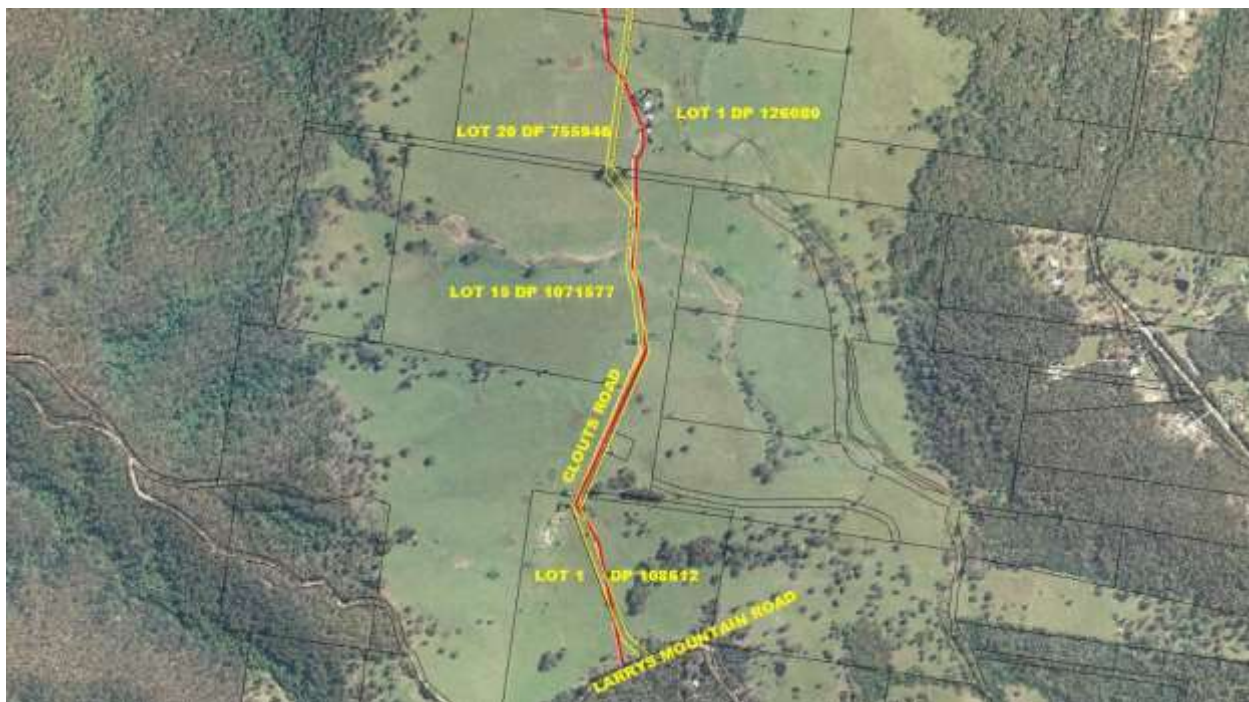 LOT 1 DP 126080
LOT 20 DP 755946
LOT 15 DP 1071577
CLOUTS ROAD
LOT 1 DP 108612
LARRYS MOUNTAIN ROAD